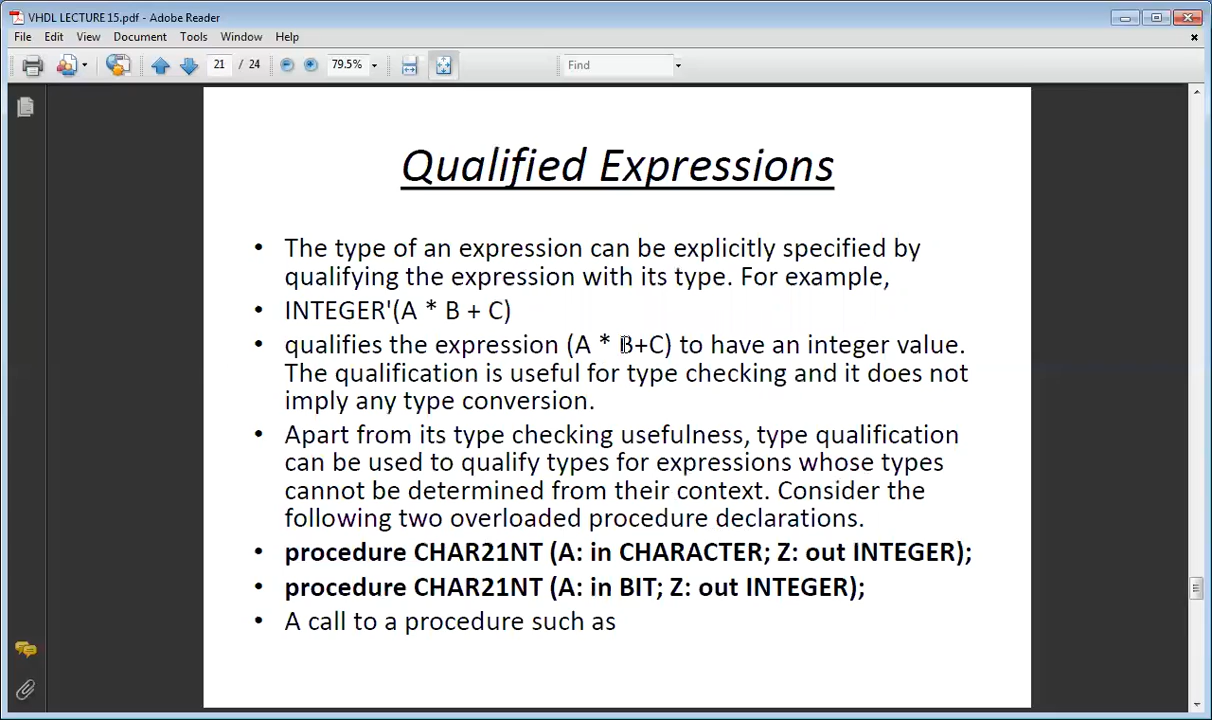 VHDL LECTURE 15.pdf - Adobe Reader
File Edit View Document Tools Window Help
21 / 24 79.5% Find
Qualified Expressions
• The type of an expression can be explicitly specified by
qualifying the expression with its type. For example,
• INTEGER'(A * B + C)
• qualifies the expression (A * B+C) to have an integer value.
The qualification is useful for type checking and it does not
imply any type conversion.
• Apart from its type checking usefulness, type qualification
can be used to qualify types for expressions whose types
cannot be determined from their context. Consider the
following two overloaded procedure declarations.
• procedure CHAR21NT (A: in CHARACTER; Z: out INTEGER);
• procedure CHAR21NT (A: in BIT; Z: out INTEGER);
• A call to a procedure such as